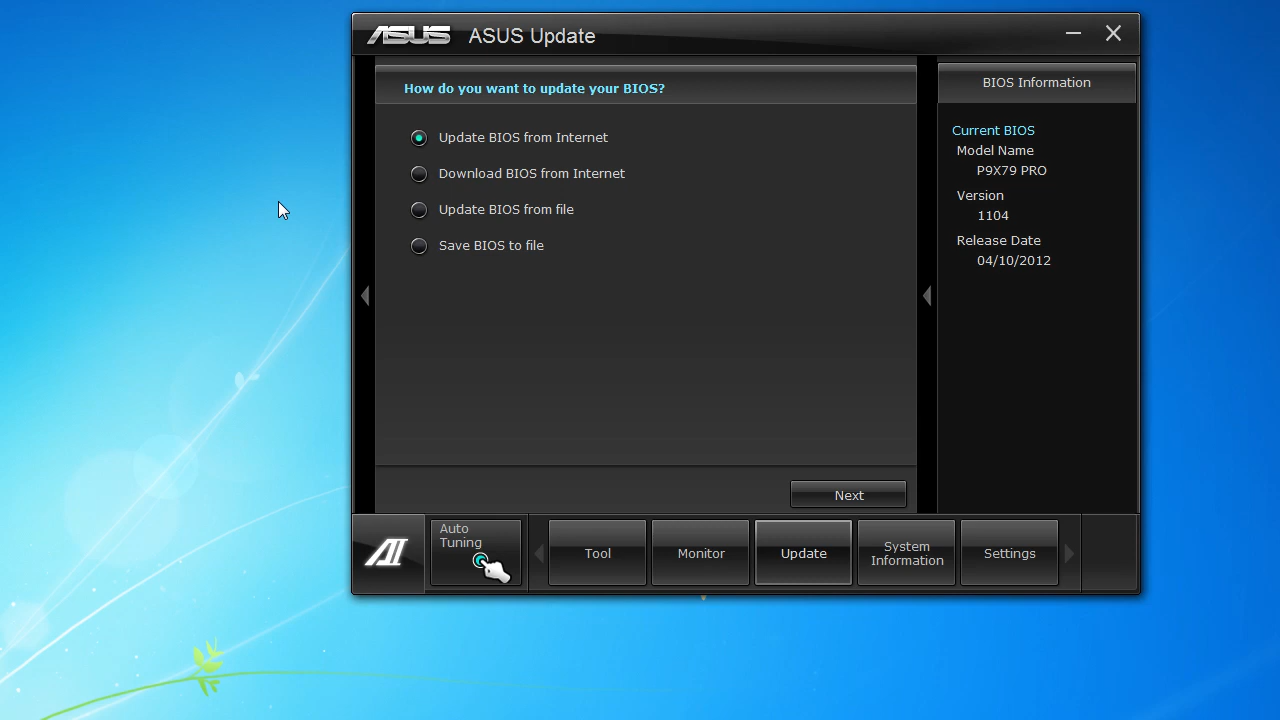 ASUS ASUS Update
How do you want to update your BIOS?
Update BIOS from Internet
Download BIOS from Internet
Update BIOS from file
Save BIOS to file
Next
BIOS Information
Current BIOS
Model Name
P9X79 PRO
Version
1104
Release Date
04/10/2012
AI
Auto
Tuning
Tool
Monitor
Update
System
Information
Settings